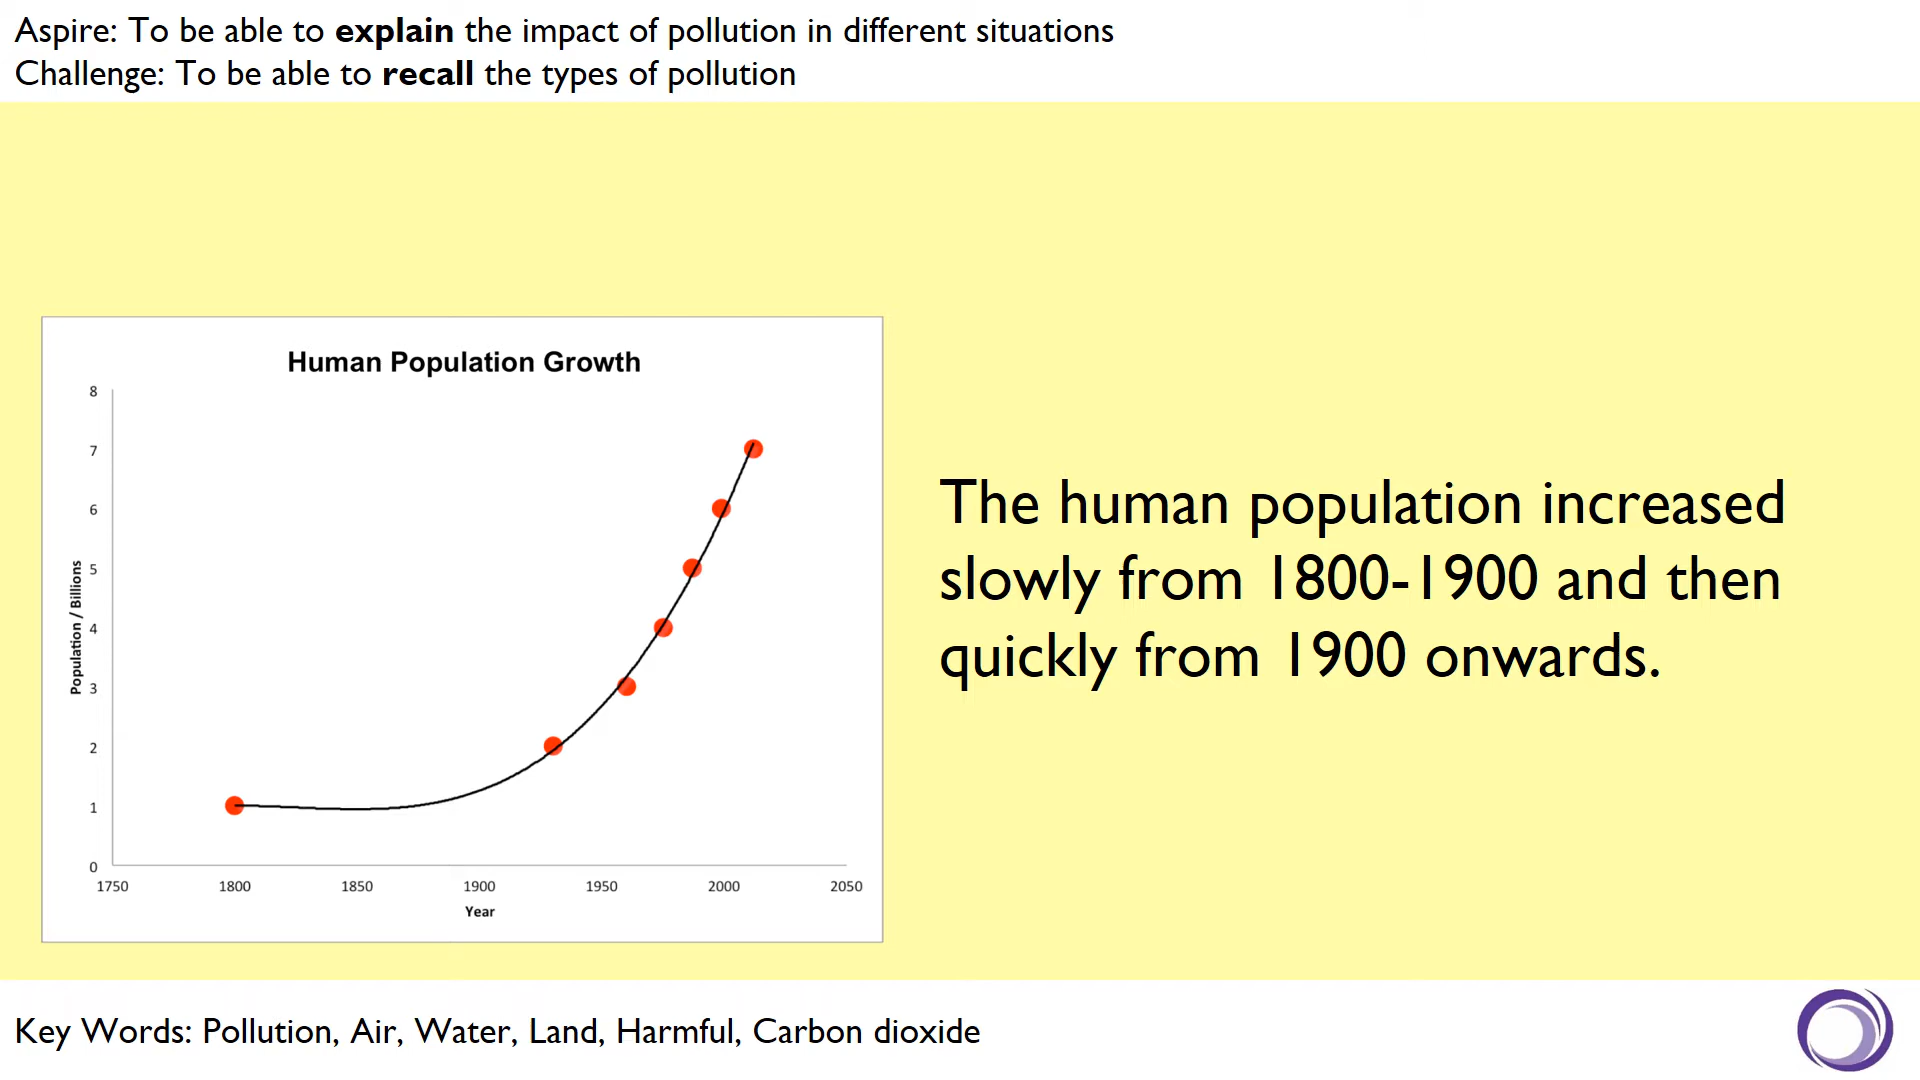 Aspire: To be able to explain the impact of pollution in different situations
Challenge: To be able to recall the types of pollution
Human Population Growth
8
7
6
5
4
3
2
1
0
Population / Billions
1750 1800 1850 1900 1950 2000 2050
Year
The human population increased
slowly from 1800-1900 and then
quickly from 1900 onwards.
Key Words: Pollution, Air, Water, Land, Harmful, Carbon dioxide